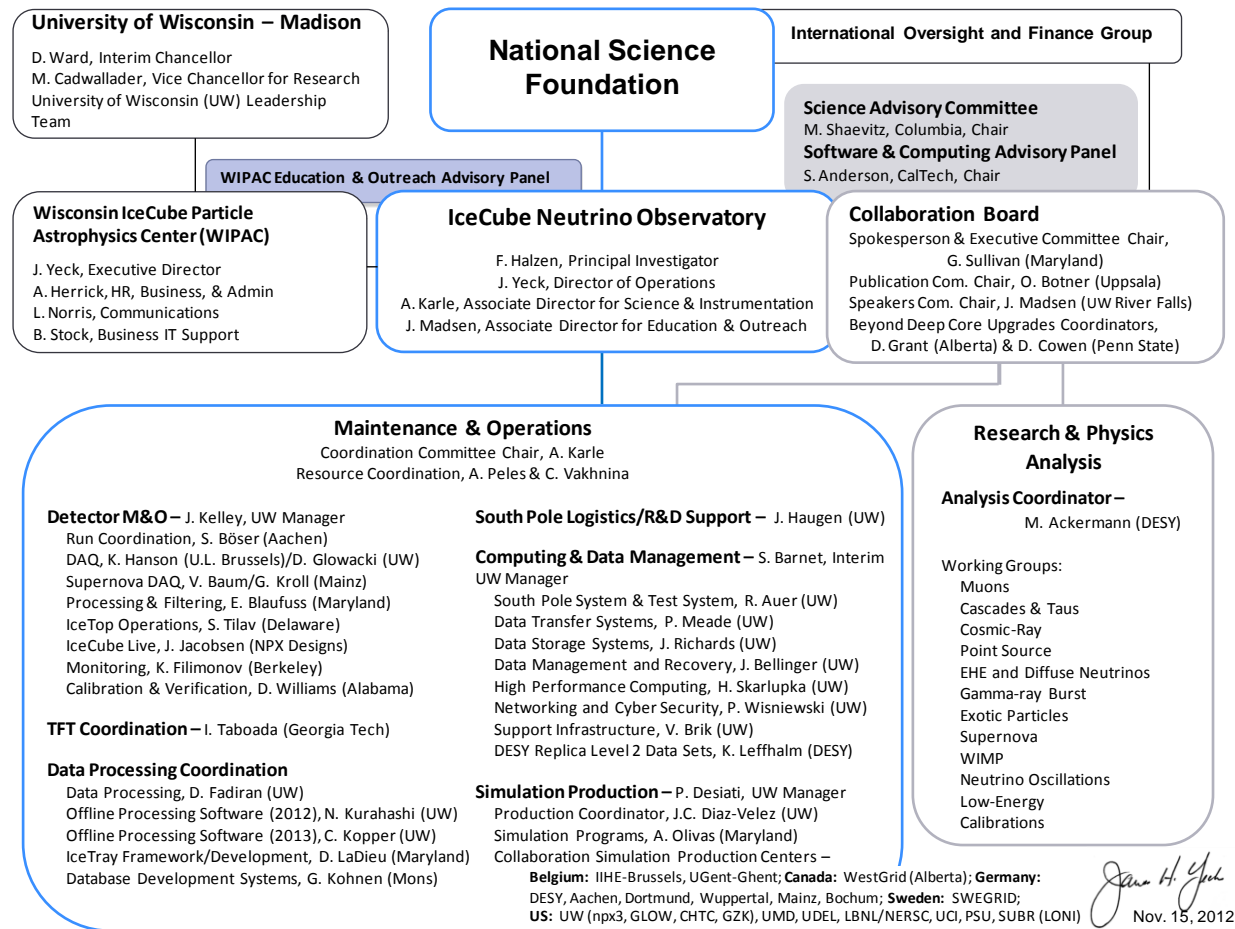 University of Wisconsin – Madison
D. Ward, Interim Chancellor
M. Cadwallader, Vice Chancellor for Research
University of Wisconsin (UW) Leadership
Team
National Science
Foundation
International Oversight and Finance Group
Science Advisory Committee
M. Shaevitz, Columbia, Chair
Software & Computing Advisory Panel
S. Anderson, CalTech, Chair
WIPAC Education & Outreach Advisory Panel
Wisconsin IceCube Particle
Astrophysics Center (WIPAC)
J. Yeck, Executive Director
A. Herrick, HR, Business, & Admin
L. Norris, Communications
B. Stock, Business IT Support
IceCube Neutrino Observatory
F. Halzen, Principal Investigator
J. Yeck, Director of Operations
A. Karle, Associate Director for Science & Instrumentation
J. Madsen, Associate Director for Education & Outreach
Collaboration Board
Spokesperson & Executive Committee Chair,
G. Sullivan (Maryland)
Publication Com. Chair, O. Botner (Uppsala)
Speakers Com. Chair, J. Madsen (UW River Falls)
Beyond Deep Core Upgrades Coordinators,
D. Grant (Alberta) & D. Cowen (Penn State)
Maintenance & Operations
Coordination Committee Chair, A. Karle
Resource Coordination, A. Peles & C. Vakhnina
Detector M&O – J. Kelley, UW Manager
Run Coordination, S. Böser (Aachen)
DAQ, K. Hanson (U.L. Brussels)/D. Glowacki (UW)
Supernova DAQ, V. Baum/G. Kroll (Mainz)
Processing & Filtering, E. Blaufuss (Maryland)
IceTop Operations, S. Tilav (Delaware)
IceCube Live, J. Jacobsen (NPX Designs)
Monitoring, K. Filimonov (Berkeley)
Calibration & Verification, D. Williams (Alabama)
TFT Coordination – I. Taboada (Georgia Tech)
Data Processing Coordination
Data Processing, D. Fadiran (UW)
Offline Processing Software (2012), N. Kurahashi (UW)
Offline Processing Software (2013), C. Kopper (UW)
IceTray Framework/Development, D. LaDieu (Maryland)
Database Development Systems, G. Kohnen (Mons)
South Pole Logistics/R&D Support – J. Haugen (UW)
Computing & Data Management – S. Barnet, Interim
UW Manager
South Pole System & Test System, R. Auer (UW)
Data Transfer Systems, P. Meade (UW)
Data Storage Systems, J. Richards (UW)
Data Management and Recovery, J. Bellinger (UW)
High Performance Computing, H. Skarlupka (UW)
Networking and Cyber Security, P. Wisniewski (UW)
Support Infrastructure, V. Brik (UW)
DESY Replica Level 2 Data Sets, K. Leffhalm (DESY)
Simulation Production – P. Desiati, UW Manager
Production Coordinator, J.C. Diaz-Velez (UW)
Simulation Programs, A. Olivas (Maryland)
Collaboration Simulation Production Centers –
Belgium: IIHE-Brussels, UGent-Ghent; Canada: WestGrid (Alberta); Germany:
DESY, Aachen, Dortmund, Wuppertal, Mainz, Bochum; Sweden: SWEGRID;
US: UW (npx3, GLOW, CHTC, GZK), UMD, UDEL, LBNL/NERSC, UCI, PSU, SUBR (LONI)
Research & Physics
Analysis
Analysis Coordinator –
M. Ackermann (DESY)
Working Groups:
Muons
Cascades & Taus
Cosmic-Ray
Point Source
EHE and Diffuse Neutrinos
Gamma-ray Burst
Exotic Particles
Supernova
WIMP
Neutrino Oscillations
Low-Energy
Calibrations
James H. Yeck
Nov. 15, 2012